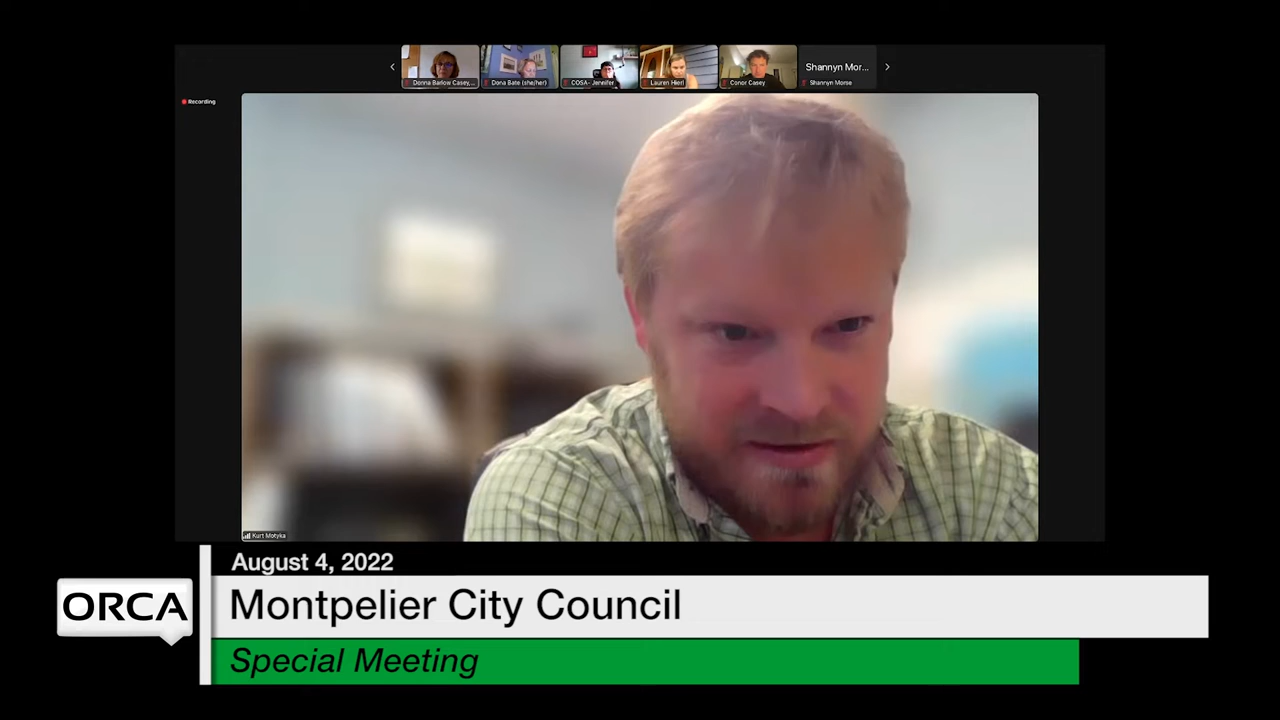 Donna Barlow Casey,...
Dona Bate (she/her)
COSA- Jennifer
Lauren Hierl
Conor Casey
Shannyn Mor...
Shannyn Morse
Recording
Kurt Motyka
August 4, 2022
ORCA
Montpelier City Council
Special Meeting